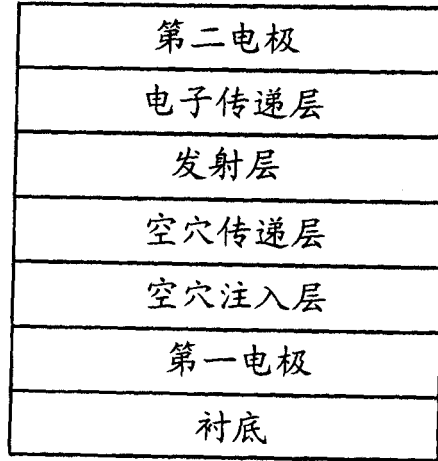 第二电极
电子传递层
发射层
空穴传递层
空穴注入层
第一电极
衬底